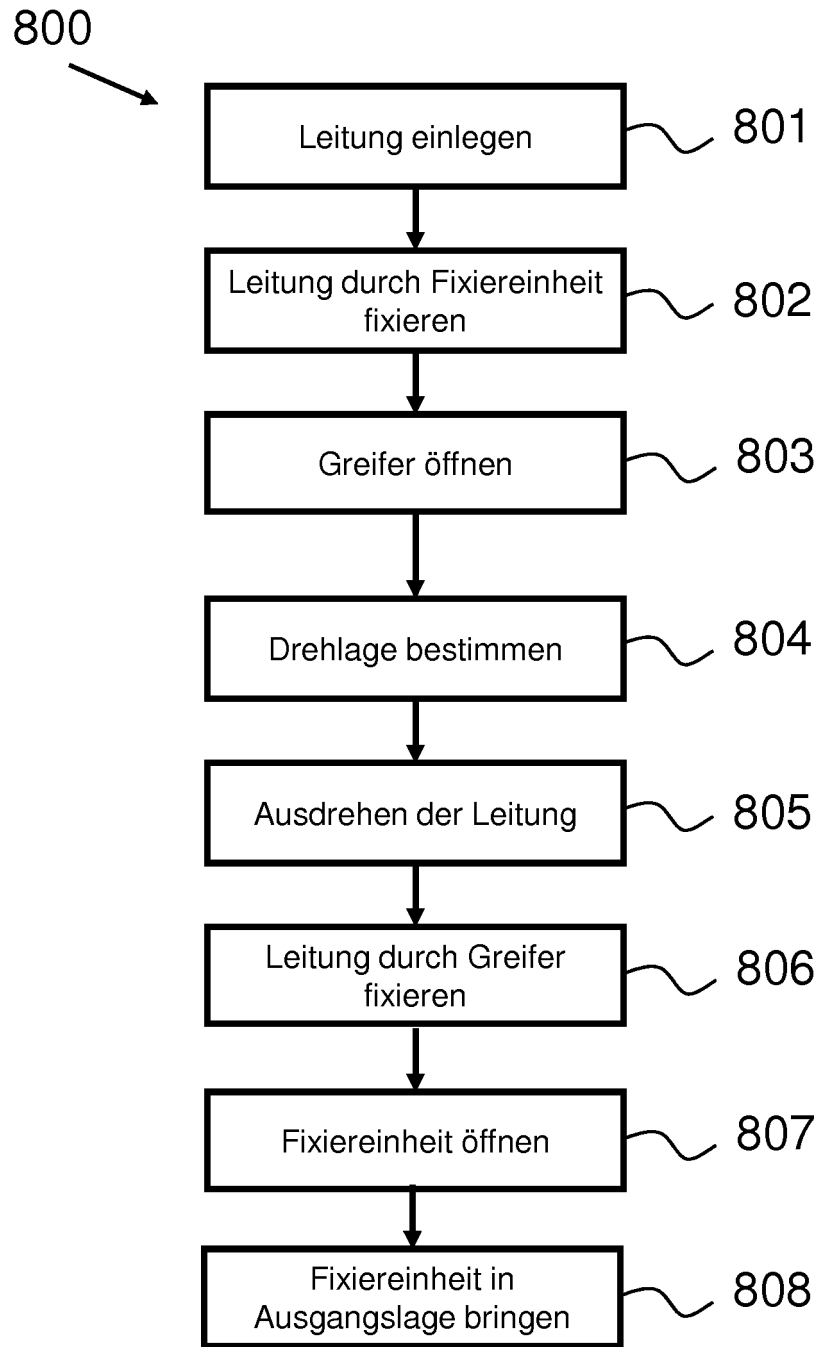 800
Leitung einlegen
801
Leitung durch Fixiereinheit
fixieren
802
Greifer öffnen
803
Drehlage bestimmen
804
Ausdrehen der Leitung
805
Leitung durch Greifer
fixieren
806
Fixiereinheit öffnen
807
Fixiereinheit in
Ausgangslage bringen
808